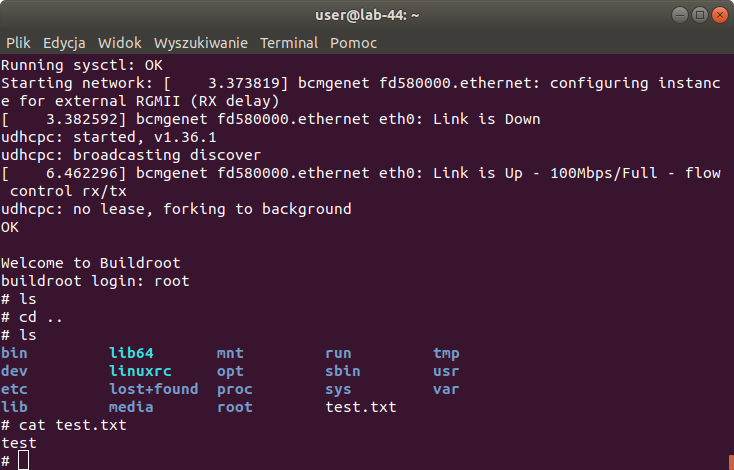 user@lab-44: ~
Plik Edycja Widok Wyszukiwanie Terminal Pomoc
Running sysctl: OK
Starting network: [    3.373819] bcmgenet fd580000.ethernet: configuring instanc
e for external RGMII (RX delay)
[    3.382592] bcmgenet fd580000.ethernet eth0: Link is Down
udhcpc: started, v1.36.1
udhcpc: broadcasting discover
[    6.462296] bcmgenet fd580000.ethernet eth0: Link is Up - 100Mbps/Full - flow
 control rx/tx
udhcpc: no lease, forking to background
OK

Welcome to Buildroot
buildroot login: root
# ls
# cd ..
# ls
bin         lib64       mnt         run         tmp
dev         linuxrc     opt         sbin        usr
etc         lost+found  proc        sys         var
lib         media       root        test.txt
# cat test.txt
test
#